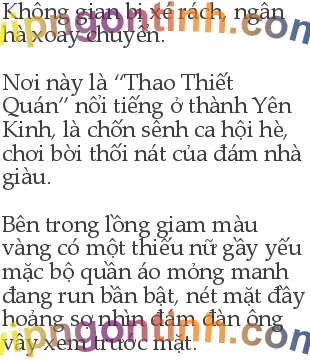 Không gian bị xé rách, ngân
hà xoay chuyển.
Nơi này là “Thao Thiết
Quán” nổi tiếng ở thành Yên
Kinh, là chốn sênh ca hội hè,
chơi bời thối nát của đám nhà
giàu.
Bên trong lồng giam màu
vàng có một thiếu nữ gầy yếu
mặc bộ quần áo mỏng manh
đang run bần bật, nét mặt đầy
hoảng sợ nhìn đám đàn ông
vây xem trước mặt.
vipngontinh.com
vipngontinh.com